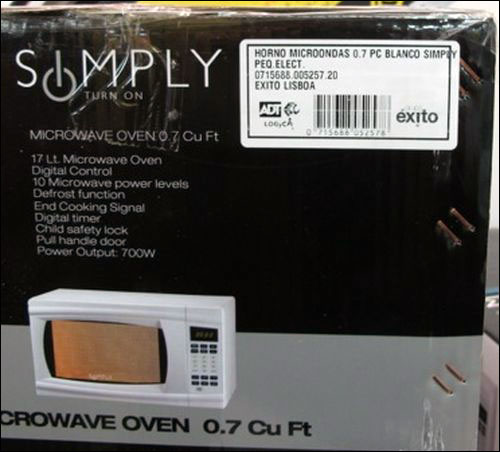 SIMPLY
TURN ON
HORNO MICROONDAS 0.7 PC BLANCO SIMPLY
PEQ.ELECT.
0715688.005257.20
EXITO LISBOA
ADT
LOGyCA
0 715688 052578
éxito
MICROWAVE OVEN 0.7 Cu Ft
17 Lt. Microwave Oven
Digital Control
10 Microwave power levels
Defrost function
End Cooking Signal
Digital timer
Child safety lock
Pull handle door
Power Output: 700W
CROWAVE OVEN 0.7 Cu Ft